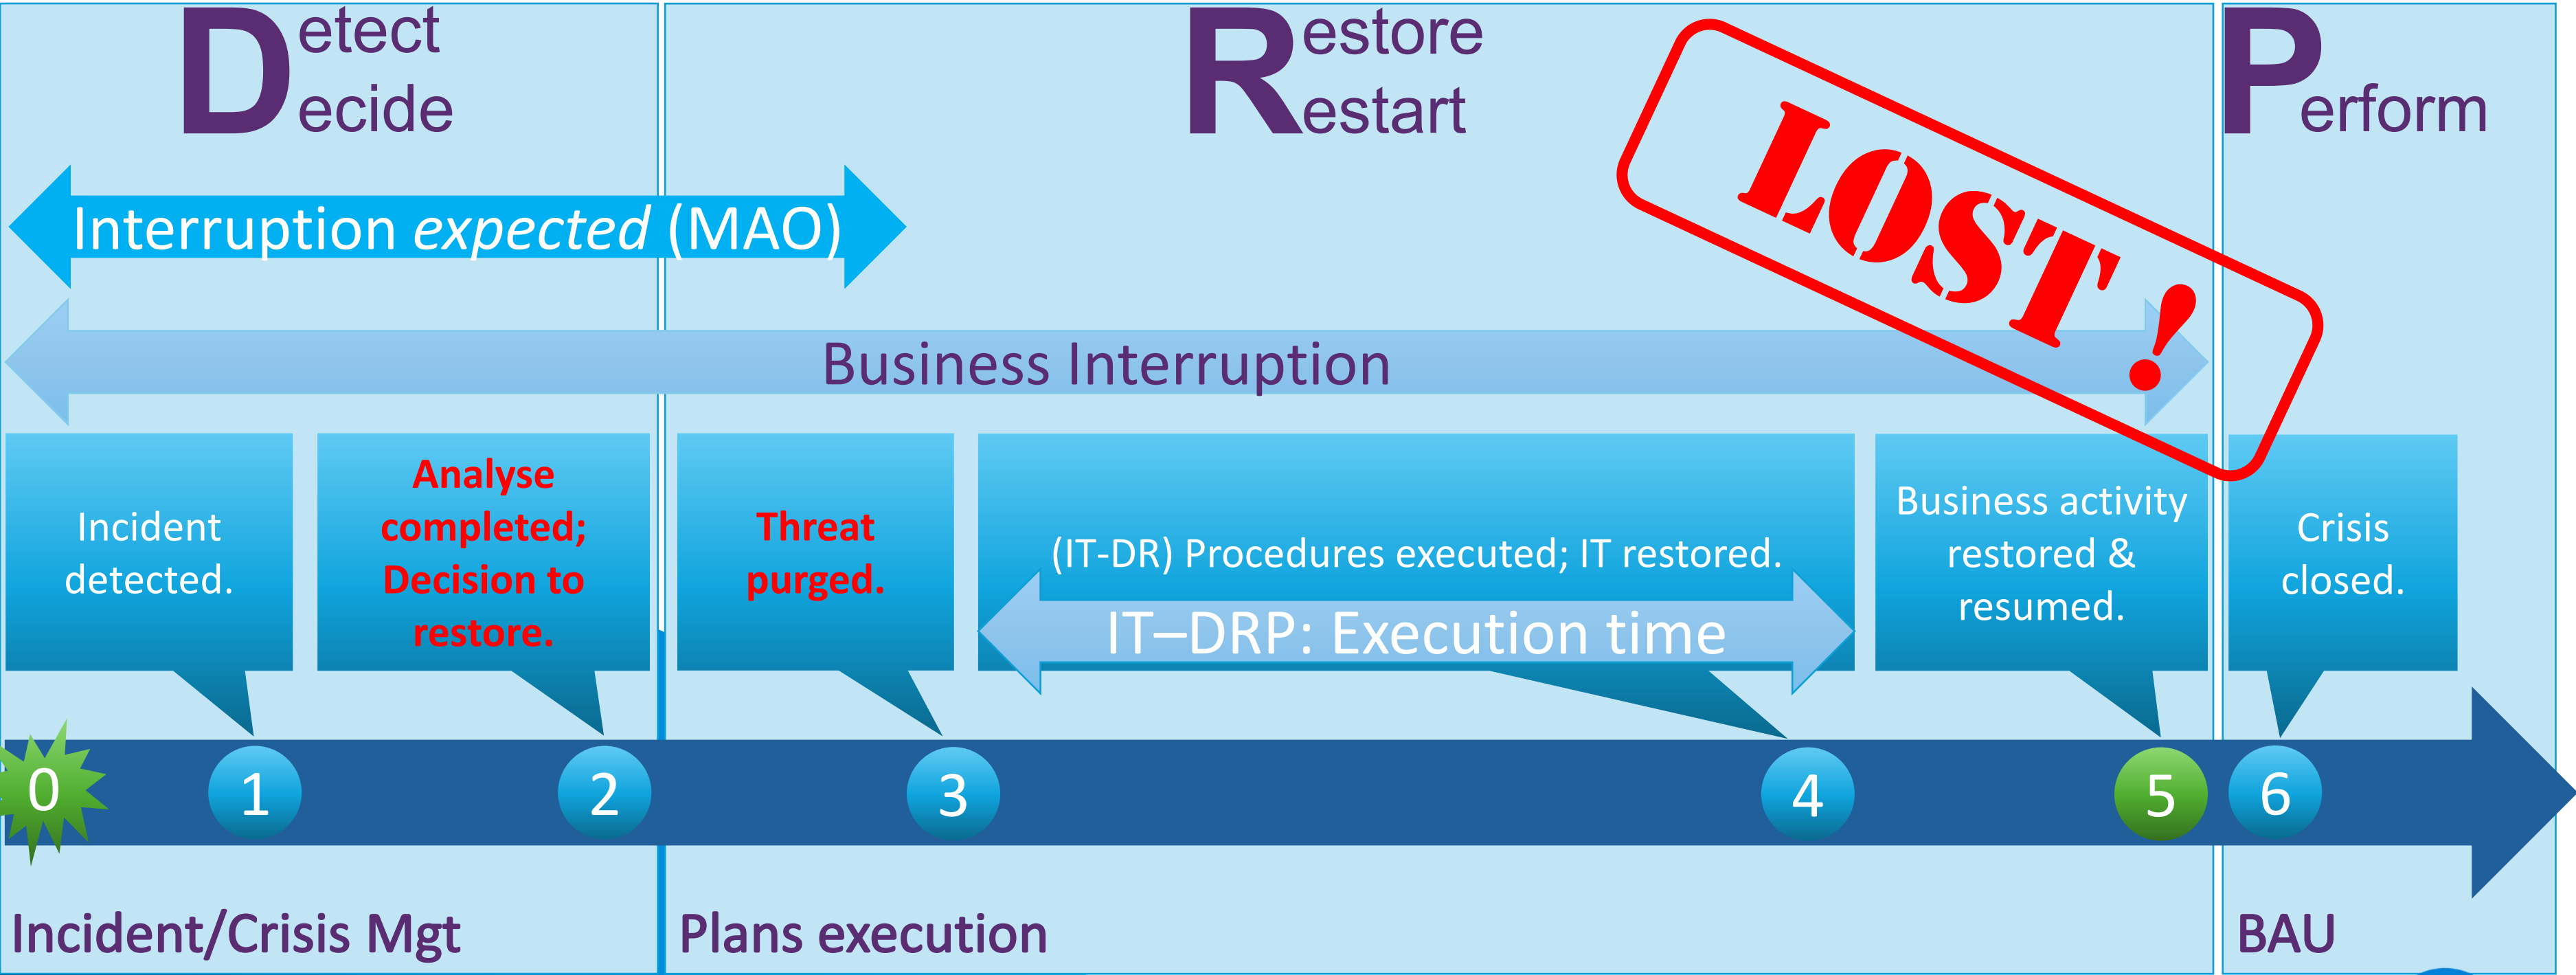 Detect
Decide
Restore
Restart
Perform
LOST!
Interruption expected (MAO)
Business Interruption
Incident
detected.
Analyse
completed;
Decision to
restore.
Threat
purged.
(IT-DR) Procedures executed; IT restored.
IT–DRP: Execution time
Business activity
restored &
resumed.
Crisis
closed.
0
1
2
3
4
5
6
Incident/Crisis Mgt
Plans execution
BAU